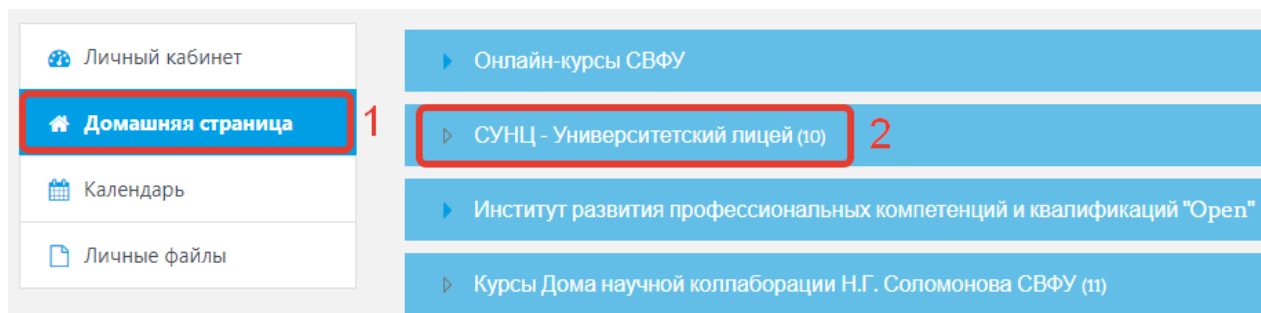 Личный кабинет
Домашняя страница
1
Календарь
Личные файлы
Онлайн-курсы СВФУ
СУНЦ - Университетский лицей (10)
2
Институт развития профессиональных компетенций и квалификаций "Open"
Курсы Дома научной коллаборации Н.Г. Соломонова СВФУ (11)